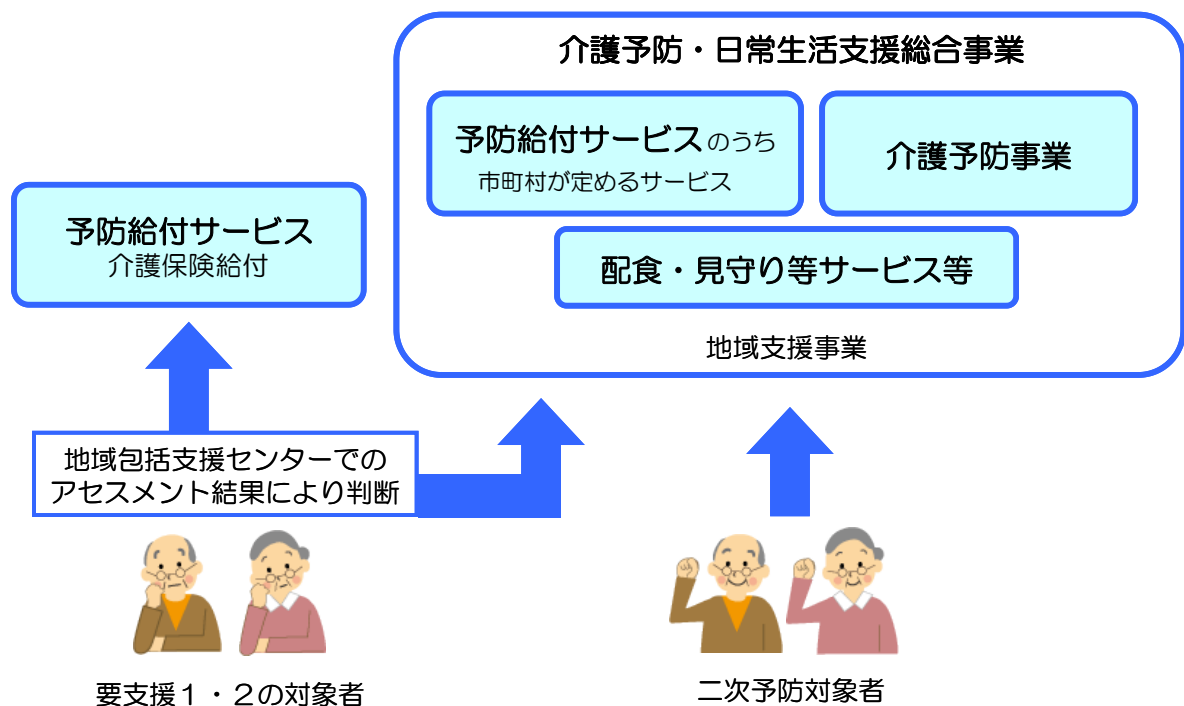 介護予防・日常生活支援総合事業
予防給付サービスのうち
市町村が定めるサービス
介護予防事業
配食・見守り等サービス等
地域支援事業
予防給付サービス
介護保険給付
地域包括支援センターでの
アセスメント結果により判断
要支援１・２の対象者
二次予防対象者